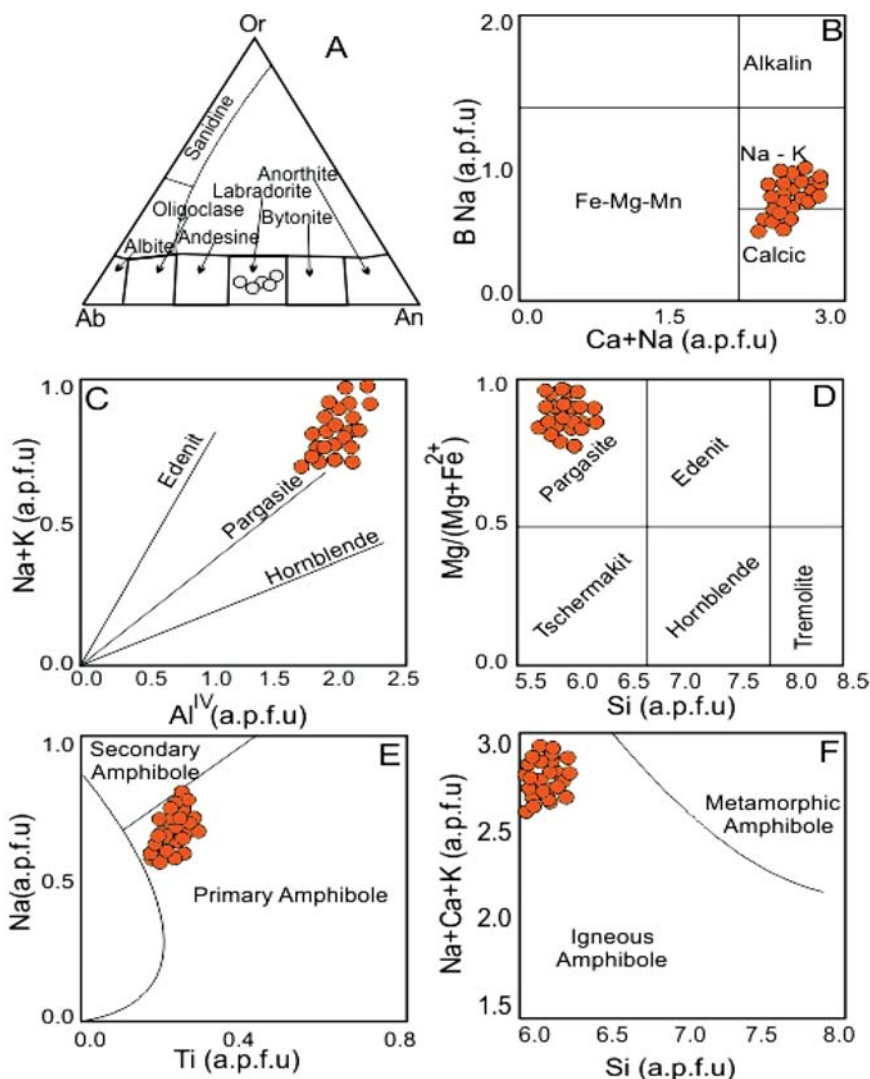 Or
A
Sanidine
Anorthite
Labradorite
Oligoclase
Bytonite
Andesine
Albite
Ab
An
2.0
B
Alkalin
B Na (a.p.f.u)
1.0
Na - K
Fe-Mg-Mn
Calcic
0.0
0.0
1.5
3.0
Ca+Na (a.p.f.u)
1.0
C
Edenit
Na+K (a.p.f.u)
Pargasite
Hornblende
0.0
0.0
0.5
1.0
1.5
2.0
2.5
Al^IV (a.p.f.u)
1.0
D
Mg/(Mg+Fe^2+
Pargasite
Edenit
0.5
Tschermakit
Hornblende
Tremolite
0.0
5.5
6.0
6.5
7.0
7.5
8.0
8.5
Si (a.p.f.u)
1.0
E
Secondary
Amphibole
Na(a.p.f.u)
0.5
Primary Amphibole
0.0
0.0
0.4
0.8
Ti (a.p.f.u)
3.0
F
Na+Ca+K (a.p.f.u)
Metamorphic
Amphibole
2.5
2.0
Igneous
Amphibole
1.5
6.0
6.5
7.0
7.5
8.0
Si (a.p.f.u)